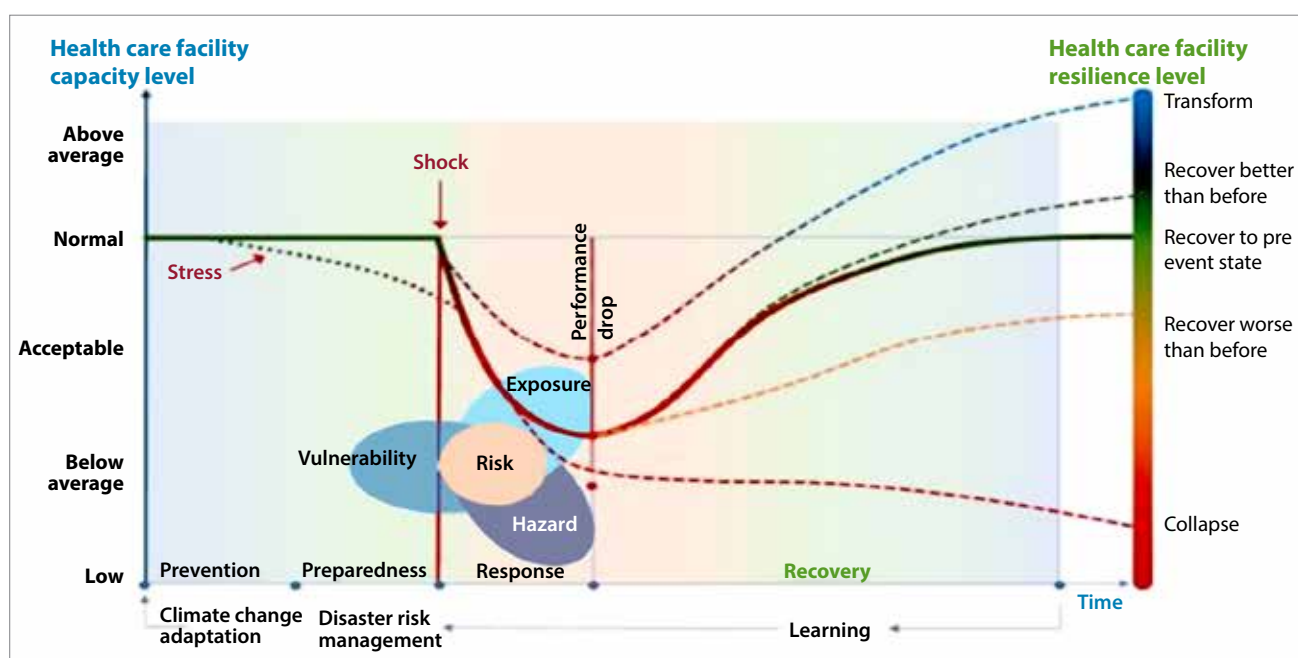 Health care facility
capacity level
Health care facility
resilience level
Above
average
Normal
Acceptable
Below
average
Low
Shock
Stress
Performance
drop
Exposure
Vulnerability
Risk
Hazard
Transform
Recover better
than before
Recover to pre
event state
Recover worse
than before
Collapse
Prevention
Preparedness
Response
Recovery
Time
Climate change
adaptation
Disaster risk
management
Learning